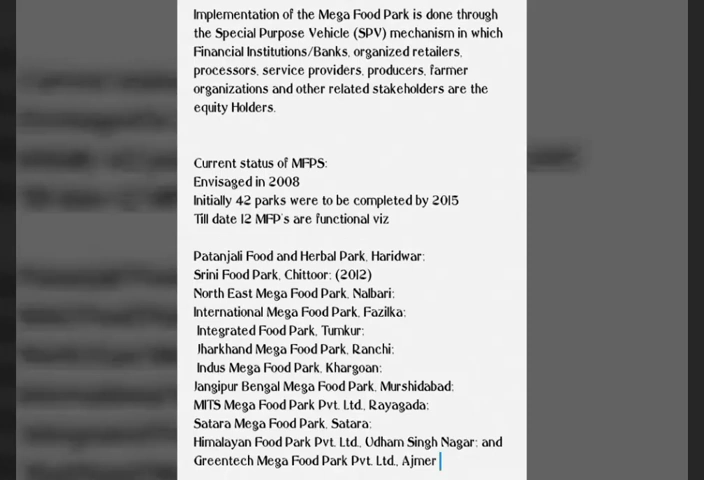 Implementation of the Mega Food Park is done through
the Special Purpose Vehicle (SPV) mechanism in which
Financial Institutions/Banks, organized retailers,
processors, service providers, producers, farmer
organizations and other related stakeholders are the
equity Holders.
Current status of MFPS:
Envisaged in 2008
Initially 42 parks were to be completed by 2015
Till date 12 MFP's are functional viz
Patanjali Food and Herbal Park, Haridwar:
Srini Food Park, Chittoor: (2012)
North East Mega Food Park, Nalbari:
International Mega Food Park, Fazilka:
Integrated Food Park, Tumkur:
Jharkhand Mega Food Park, Ranchi:
Indus Mega Food Park, Khargoan:
Jangipur Bengal Mega Food Park, Murshidabad:
MITS Mega Food Park Pvt. Ltd., Rayagada:
Satara Mega Food Park, Satara:
Himalayan Food Park Pvt. Ltd., Udham Singh Nagar: and
Greentech Mega Food Park Pvt. Ltd., Ajmer